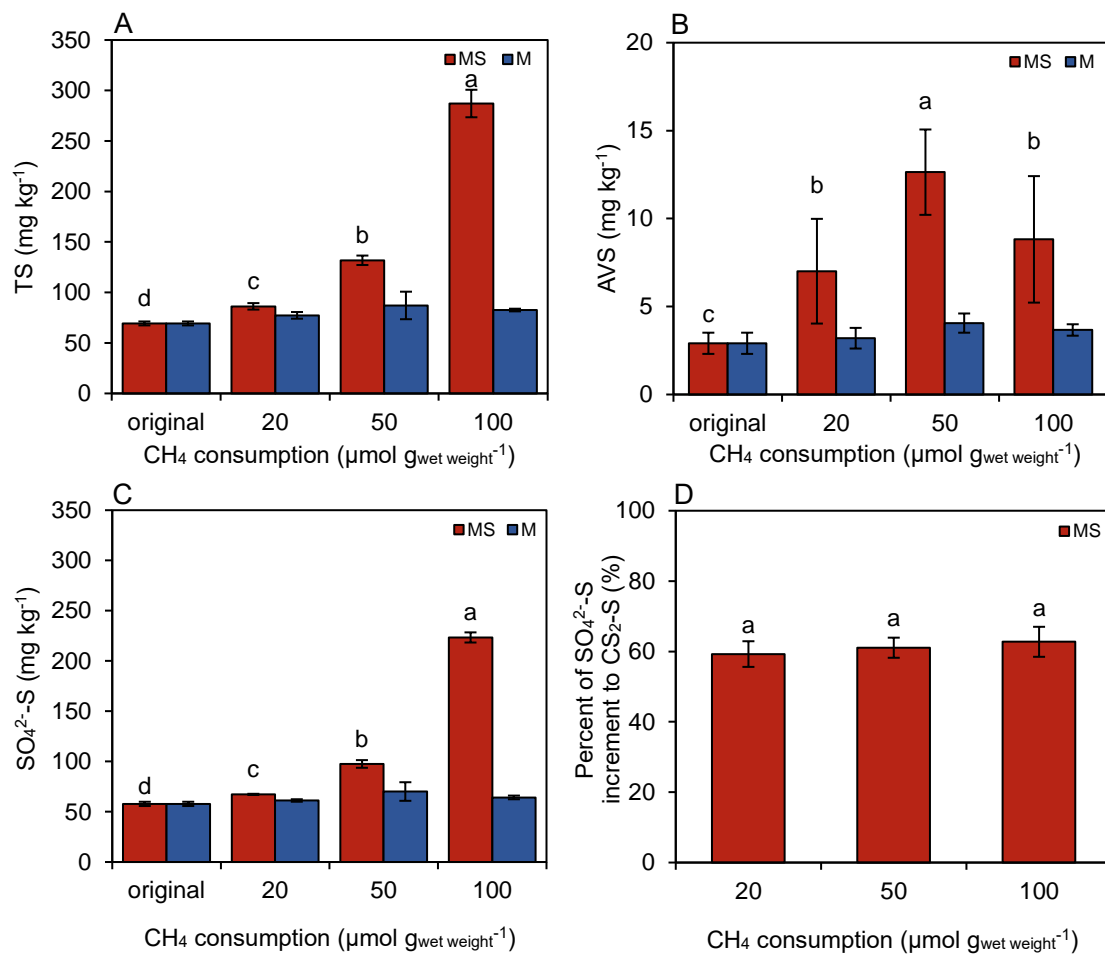 A
350
300
250
200
150
100
50
0
TS (mg kg⁻¹)
MS M
a
b
c
d
original 20 50 100
CH₄ consumption (µmol g_wet weight⁻¹)
B
20
15
10
5
0
AVS (mg kg⁻¹)
MS M
a
b
b
c
original 20 50 100
CH₄ consumption (µmol g_wet weight⁻¹)
C
350
300
250
200
150
100
50
0
SO₄²⁻-S (mg kg⁻¹)
MS M
a
b
c
d
original 20 50 100
CH₄ consumption (µmol g_wet weight⁻¹)
D
100
80
60
40
20
0
Percent of SO₄²⁻-S
increment to CS₂-S (%)
MS
a a a
20 50 100
CH₄ consumption (µmol g_wet weight⁻¹)